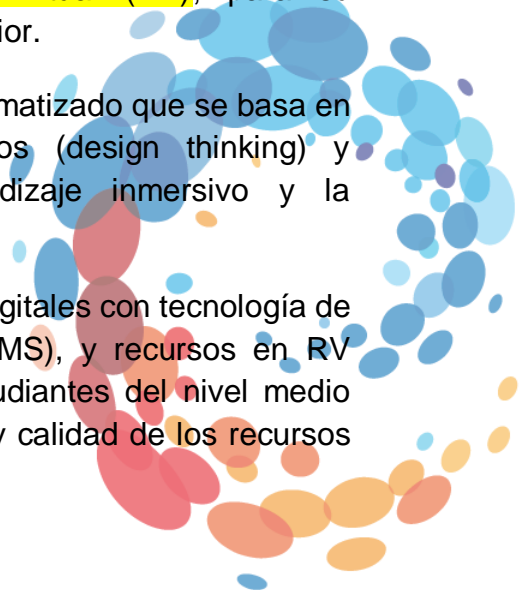 ior.
matizado que se basa en
os (design thinking) y
dizaje inmersivo y la
igitales con tecnología de
MS), y recursos en RV
udiantes del nivel medio
y calidad de los recursos